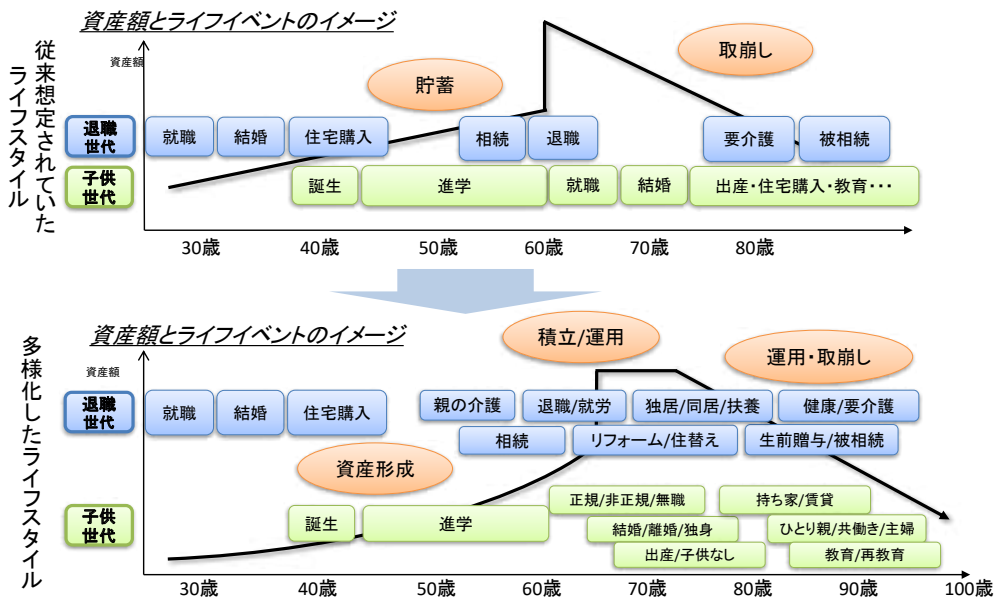 資産額とライフイベントのイメージ
従来想定されていた
ライフスタイル
資産額
貯蓄
取崩し
退職
世代
就職
結婚
住宅購入
相続
退職
要介護
被相続
子供
世代
誕生
進学
就職
結婚
出産・住宅購入・教育・・・
30歳
40歳
50歳
60歳
70歳
80歳
資産額とライフイベントのイメージ
多様化したライフスタイル
資産額
積立/運用
運用・取崩し
退職
世代
就職
結婚
住宅購入
親の介護
退職/就労
独居/同居/扶養
健康/要介護
相続
リフォーム/住替え
生前贈与/被相続
資産形成
子供
世代
誕生
進学
正規/非正規/無職
持ち家/賃貸
結婚/離婚/独身
ひとり親/共働き/主婦
出産/子供なし
教育/再教育
30歳
40歳
50歳
60歳
70歳
80歳
90歳
100歳